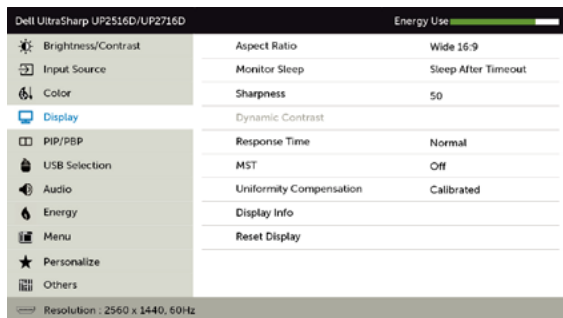 Dell UltraSharp UP2516D/UP2716D Energy Use
Brightness/Contrast Aspect Ratio Wide 16:9
Input Source Monitor Sleep Sleep After Timeout
Color Sharpness 50
Display Dynamic Contrast
PIP/PBP Response Time Normal
USB Selection MST Off
Audio Uniformity Compensation Calibrated
Energy Display Info
Menu Reset Display
Personalize
Others
Resolution : 2560 x 1440, 60Hz